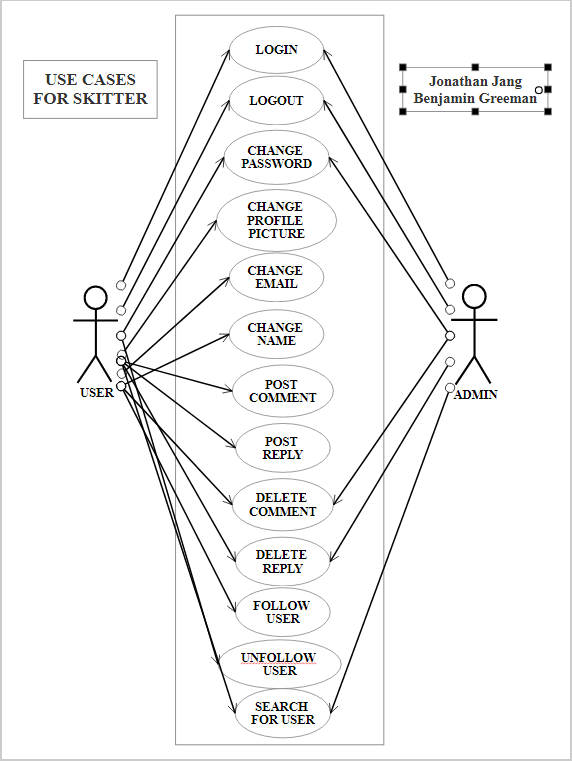 USE CASES
FOR SKITTER
Jonathan Jang
Benjamin Greeman
LOGIN
LOGOUT
CHANGE
PASSWORD
CHANGE
PROFILE
PICTURE
CHANGE
EMAIL
CHANGE
NAME
POST
COMMENT
POST
REPLY
DELETE
COMMENT
DELETE
REPLY
FOLLOW
USER
UNFOLLOW
USER
SEARCH
FOR USER
USER
ADMIN